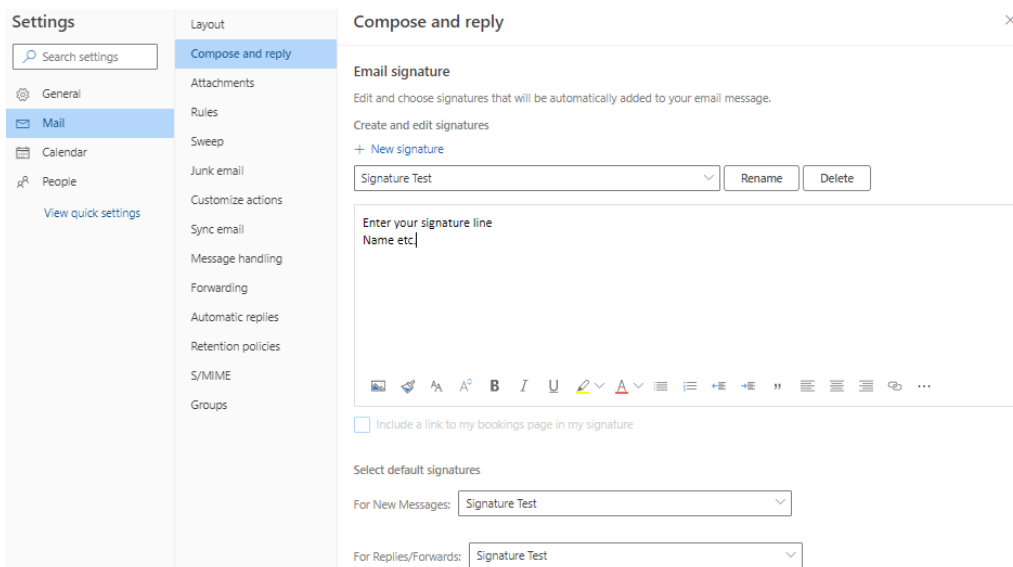 Settings
Search settings
General
Mail
Calendar
People
View quick settings
Layout
Compose and reply
Attachments
Rules
Sweep
Junk email
Customize actions
Sync email
Message handling
Forwarding
Automatic replies
Retention policies
S/MIME
Groups
Compose and reply
Email signature
Edit and choose signatures that will be automatically added to your email message.
Create and edit signatures
+ New signature
Signature Test
Rename
Delete
Enter your signature line
Name etc.
B I U A
Include a link to my bookings page in my signature
Select default signatures
For New Messages: Signature Test
For Replies/Forwards: Signature Test